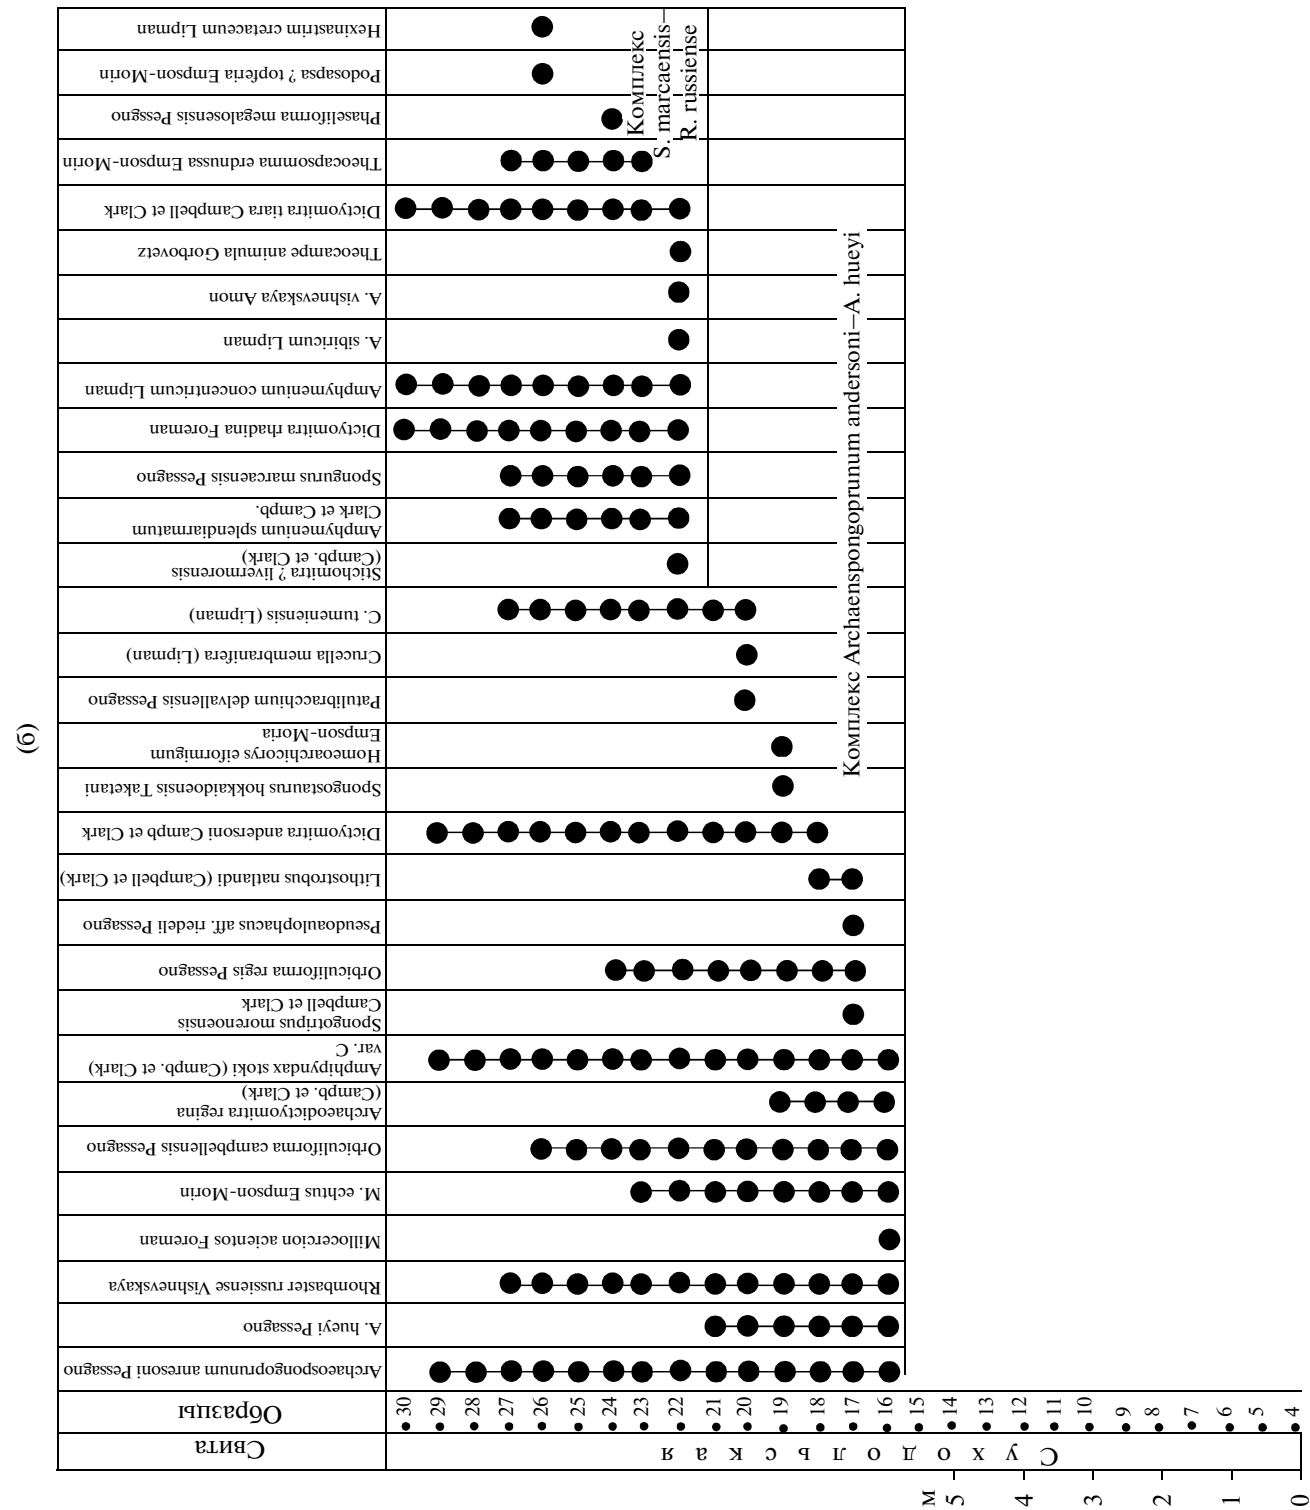 (б)
Свита
Образцы
Archaeospongoprunum anresoni Pessagno
A. hueyi Pessagno
Rhombaster russiense Vishnevskaya
Millocercion acientos Foreman
M. echtus Empson-Morin
Orbiculiforma campbellensis Pessagno
Archaeodictyomitra regina
(Campb. et Clark)
Amphipyndax stoki (Campb. et Clark)
var. C
Spongotripus morenoensis
Campbell et Clark
Orbiculiforma regis Pessagno
Pseudoaulophacus aff. riedeli Pessagno
Lithostrobus natlandi (Campbell et Clark)
Dictyomitra andersoni Campb et Clark
Spongostaurus hokkaidoensis Taketani
Homeoarchicorys eiformigum
Empson-Moria
Patulibracchium delvallensis Pessagno
Crucella membranifera (Lipman)
C. tumeniensis (Lipman)
Stichomitra ? livermorensis
(Campb. et Clark)
Amphymenium splendiarmatum
Clark et Campb.
Spongurus marcaensis Pessagno
Dictyomitra rhadina Foreman
Amphymenium concentricum Lipman
A. sibiricum Lipman
A. vishnevskaya Amon
Theocampe animula Gorbovetz
Dictyomitra tiara Campbell et Clark
Theocapsomma erdnussa Empson-Morin
Phaseliforma megalosensis Pessgno
Podosapsa ? topferia Empson-Morin
Hexinastrim cretaceum Lipman
Комплекс
S. marcaensis–
R. russiense
Комплекс Archaenspongoprunum andersoni–A. hueyi
30
29
28
27
26
25
24
23
22
21
20
19
18
17
16
15
14
13
12
11
10
9
8
7
6
5
4
Суходольская
м
5
4
3
2
1
0